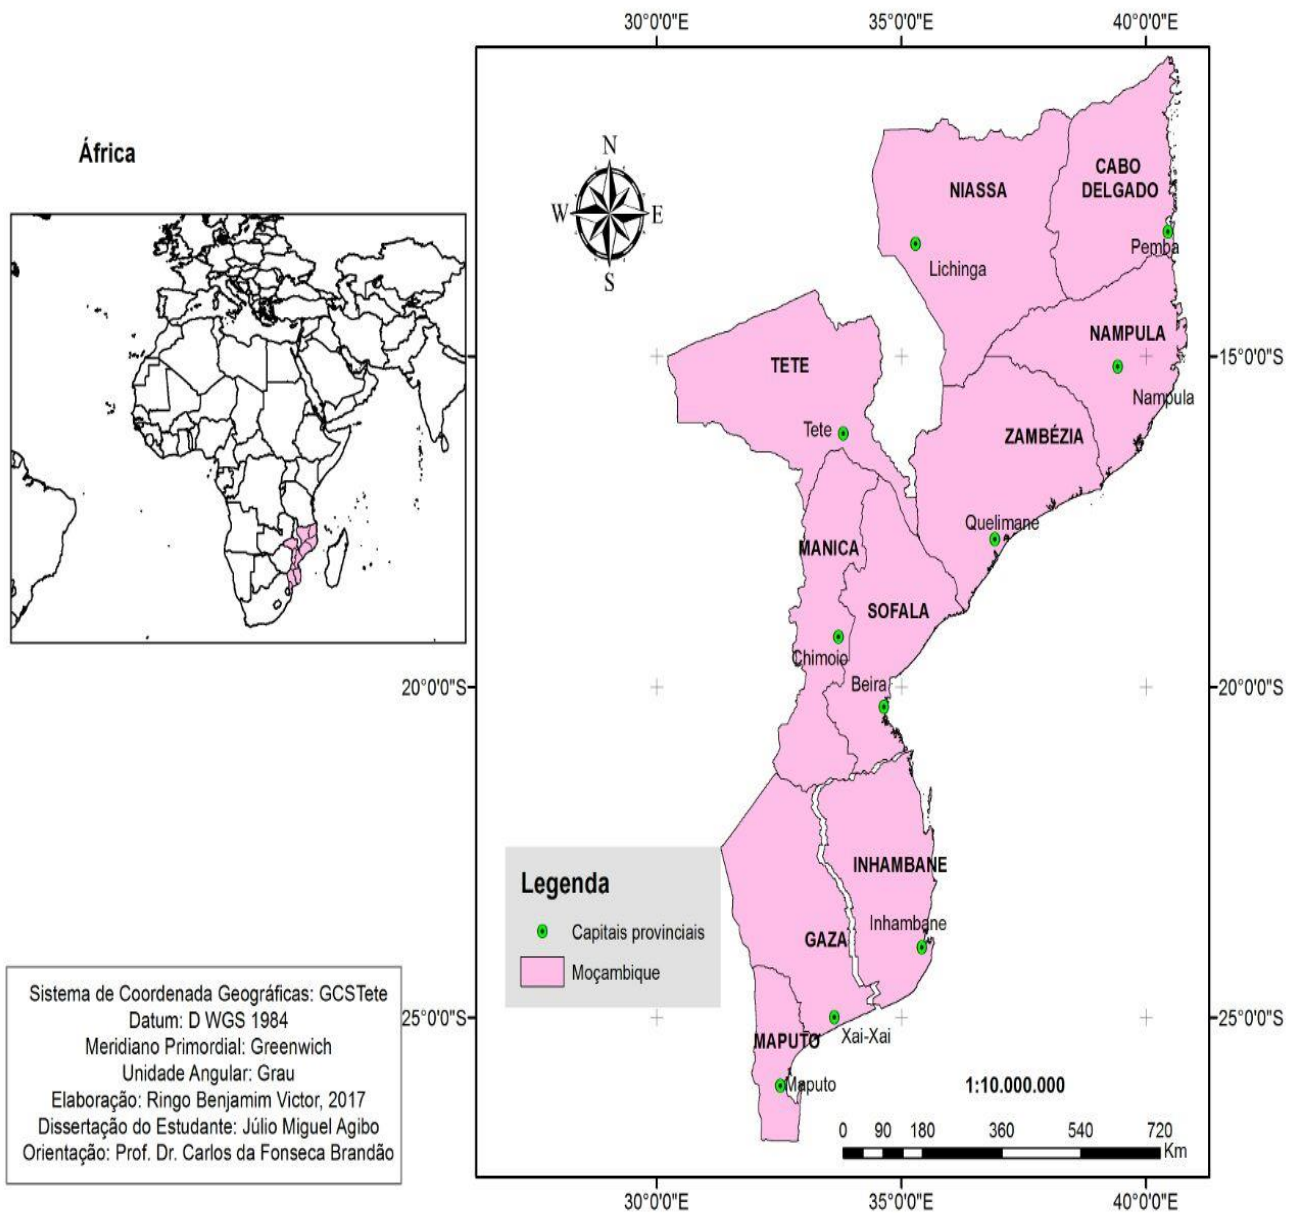 30°0'0"E
35°0'0"E
40°0'0"E
África
N
W
E
S
NIASSA
CABO
DELGADO
Pemba
Lichinga
NAMPULA
15°0'0"S
TETE
Nampula
Tete
ZAMBÉZIA
Quelimane
MANICA
SOFALA
Chimoio
Beira
20°0'0"S
20°0'0"S
INHAMBANE
Legenda
Capitais provinciais
Moçambique
Inhambane
GAZA
Sistema de Coordenada Geográficas: GCSTete
Datum: D WGS 1984
Meridiano Primordial: Greenwich
Unidade Angular: Grau
Elaboração: Ringo Benjamim Victor, 2017
Dissertação do Estudante: Júlio Miguel Agibo
Orientação: Prof. Dr. Carlos da Fonseca Brandão
25°0'0"S
25°0'0"S
MAPUTO
Xai-Xai
Maputo
1:10.000.000
0 90 180 360 540 720
Km
30°0'0"E
35°0'0"E
40°0'0"E